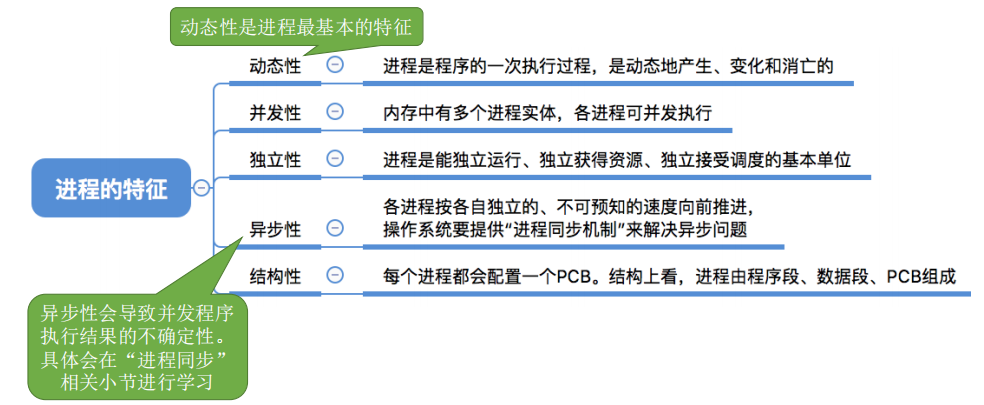 动态性是进程最基本的特征
动态性
进程是程序的一次执行过程，是动态地产生、变化和消亡的
并发性
内存中有多个进程实体，各进程可并发执行
独立性
进程是能独立运行、独立获得资源、独立接受调度的基本单位
进程的特征
异步性
各进程按各自独立的、不可预知的速度向前推进，
操作系统要提供“进程同步机制”来解决异步问题
结构性
每个进程都会配置一个PCB。结构上看，进程由程序段、数据段、PCB组成
异步性会导致并发程序
执行结果的不确定性。
具体会在“进程同步”
相关小节进行学习